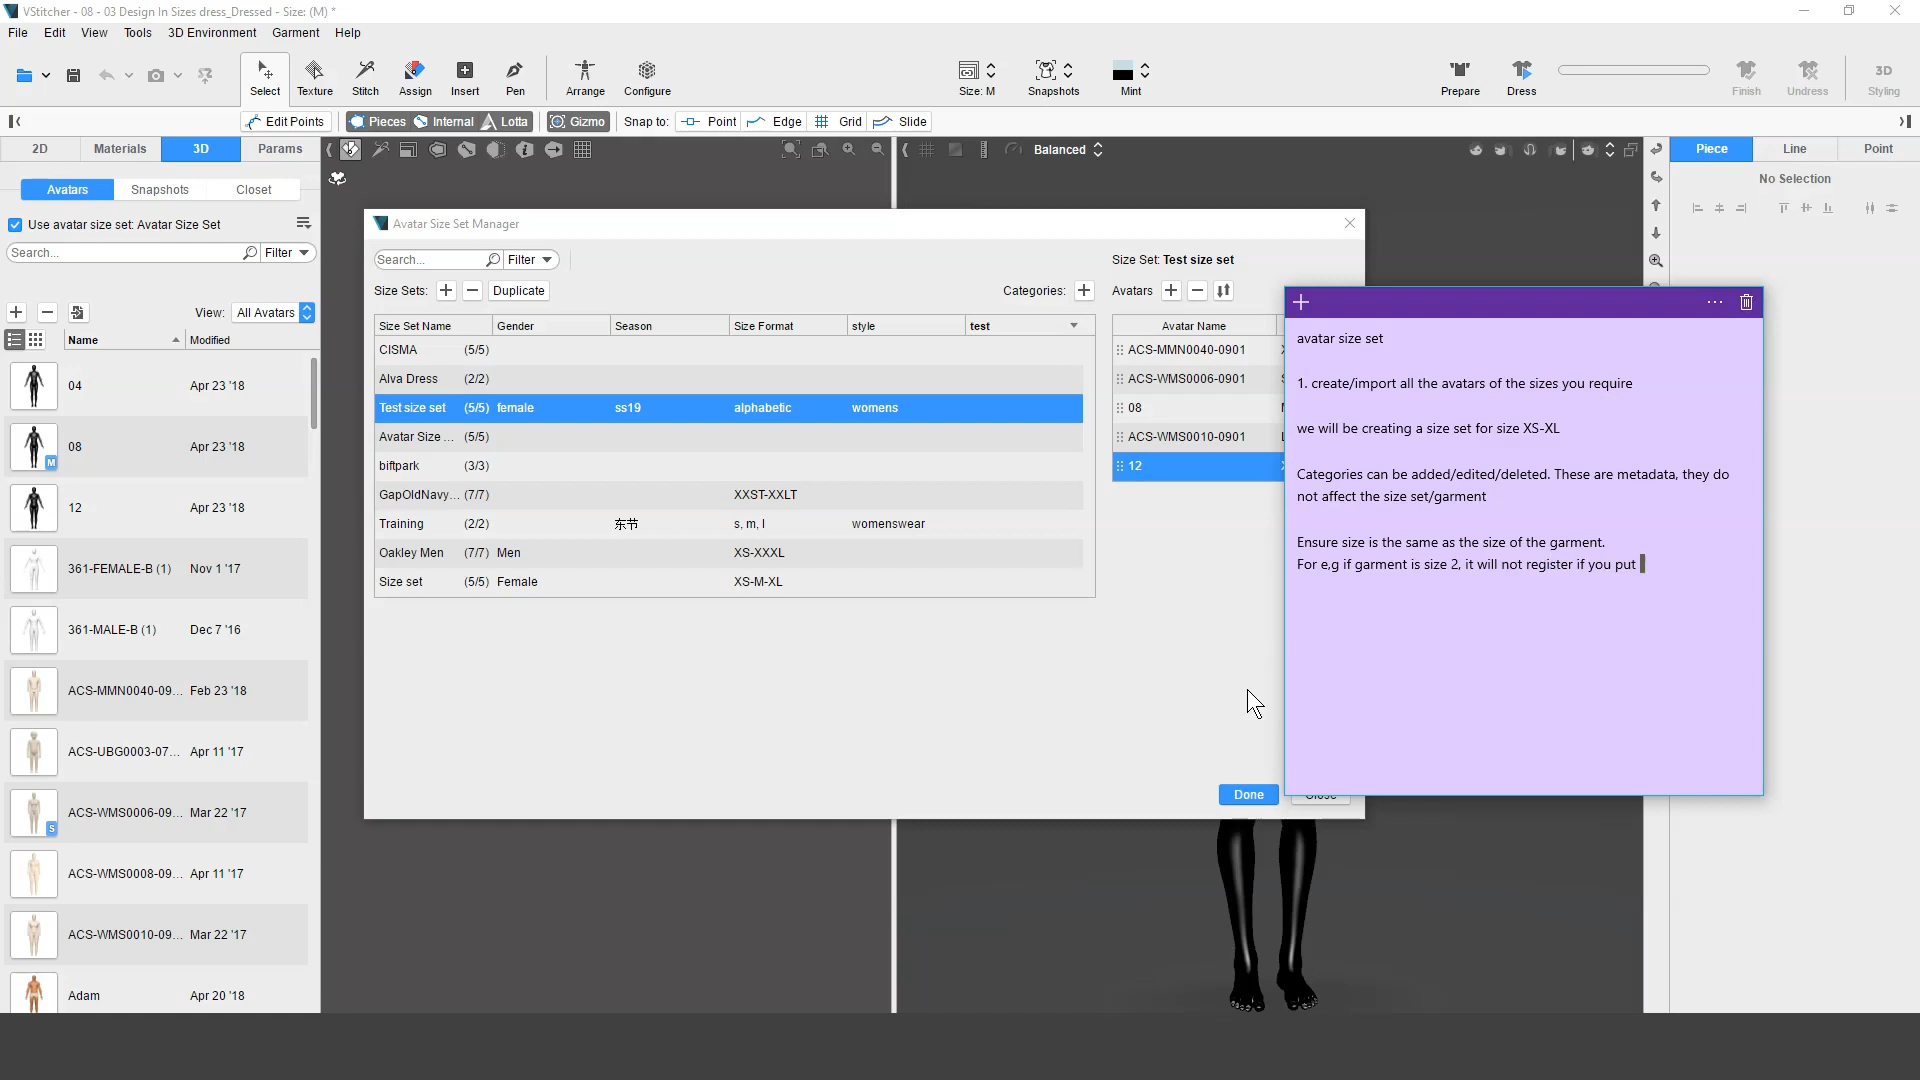 VStitcher - 08 - 03 Design In Sizes dress_Dressed - Size: (M) *
File Edit View Tools 3D Environment Garment Help
Select Texture Stitch Assign Insert Pen Arrange Configure Size: M Snapshots Mint Prepare Dress Finish Undress Styling
3D
Edit Points Pieces Internal Lotta Gizmo Snap to: Point Edge Grid Slide
2D Materials 3D Params
Balanced
Piece Line Point
No Selection
Avatars Snapshots Closet
Use avatar size set: Avatar Size Set
Search... Filter
View: All Avatars
Name Modified
04 Apr 23 '18
08 Apr 23 '18
M
12 Apr 23 '18
361-FEMALE-B (1) Nov 1 '17
361-MALE-B (1) Dec 7 '16
ACS-MMN0040-09... Feb 23 '18
ACS-UBG0003-07... Apr 11 '17
ACS-WMS0006-09... Mar 22 '17
S
ACS-WMS0008-09... Apr 11 '17
ACS-WMS0010-09... Mar 22 '17
Adam Apr 20 '18
Avatar Size Set Manager
Search... Filter
Size Set: Test size set
Size Sets: Duplicate
Categories:
Avatars
Size Set Name Gender Season Size Format style test
CISMA (5/5)
Alva Dress (2/2)
Test size set (5/5) female ss19 alphabetic womens
Avatar Size ... (5/5)
biftpark (3/3)
GapOldNavy... (7/7) XXST-XXLT
Training (2/2) 东节 s, m, l womenswear
Oakley Men (7/7) Men XS-XXXL
Size set (5/5) Female XS-M-XL
Avatar Name
ACS-MMN0040-0901
ACS-WMS0006-0901
08
ACS-WMS0010-0901
12
Done
Close
avatar size set
1. create/import all the avatars of the sizes you require
we will be creating a size set for size XS-XL
Categories can be added/edited/deleted. These are metadata, they do
not affect the size set/garment
Ensure size is the same as the size of the garment.
For e,g if garment is size 2, it will not register if you put